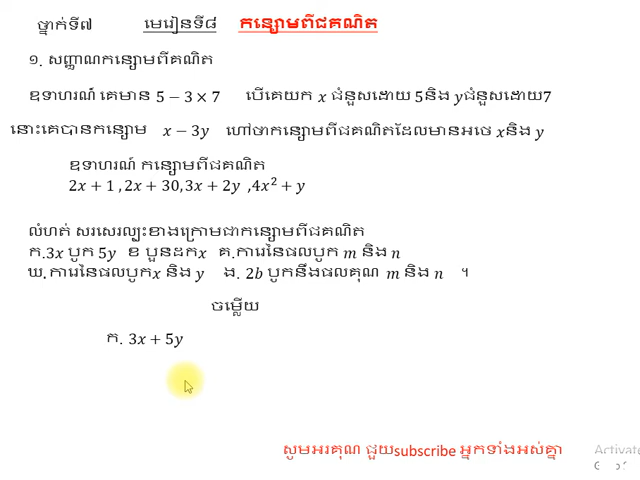 ថ្នាក់ទី៧ មេរៀនទី៨ កន្សោមពីជគណិត
១. សញ្ញាណកន្សោមពីគណិត
ឧទាហរណ៍ គេមាន 5 − 3 × 7 បើគេយក x ជំនួសដោយ 5និង yជំនួសដោយ7
នោះគេបានកន្សោម x − 3y ហៅថាកន្សោមពីជគណិតដែលមានអថេ xនិង y
ឧទាហរណ៍ កន្សោមពីជគណិត
2x + 1 ,2x + 30,3x + 2y ,4x² + y
លំហត់ សរសេរល្បះខាងក្រោមជាកន្សោមពីជគណិត
ក.3x បូក 5y ខ បួនដកx គ.ការេនៃផលបូក m និង n
ឃ.ការេនៃផលបូកx និង y ង. 2b បូកនឹងផលគុណ m និង n ។
ចម្លើយ
ក. 3x + 5y
សូមអរគុណ ជួយsubscribe អ្នកទាំងអស់គ្នា